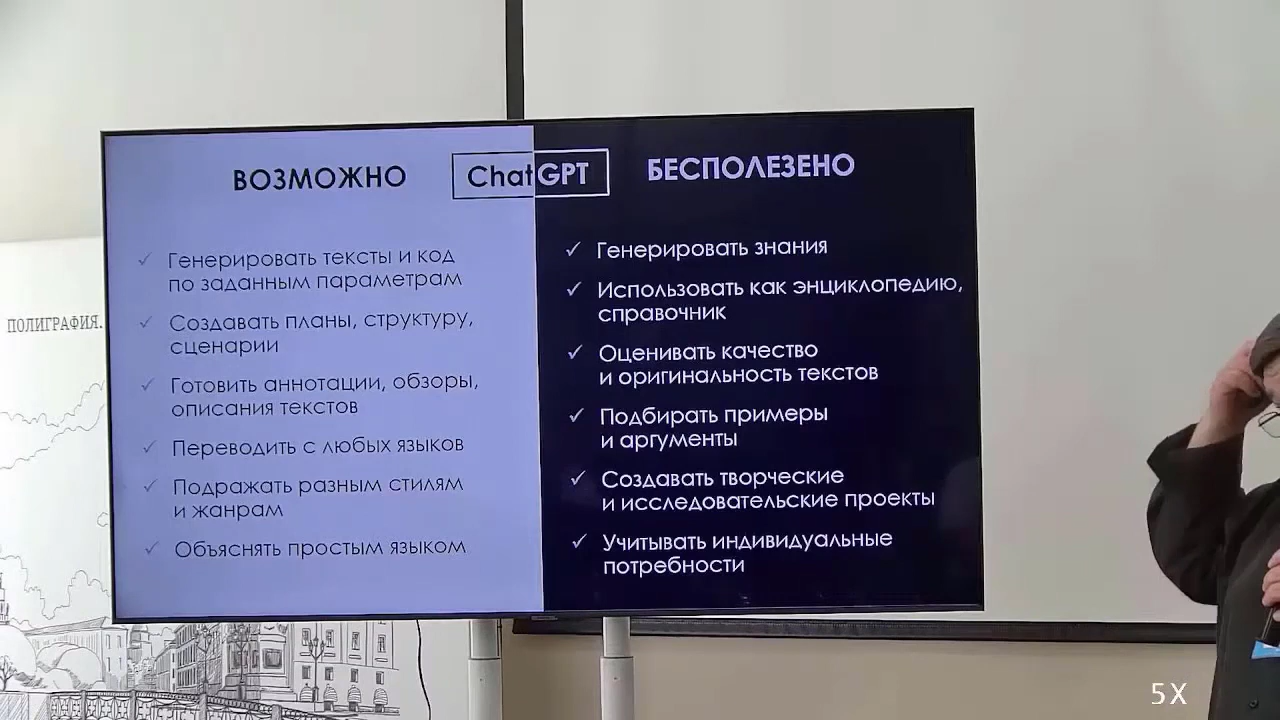 ВОЗМОЖНО
ChatGPT
БЕСПОЛЕЗЕНО
Генерировать тексты и код
по заданным параметрам
Создавать планы, структуру,
сценарии
Готовить аннотации, обзоры,
описания текстов
Переводить с любых языков
Подражать разным стилям
и жанрам
Объяснять простым языком
Генерировать знания
Использовать как энциклопедию,
справочник
Оценивать качество
и оригинальность текстов
Подбирать примеры
и аргументы
Создавать творческие
и исследовательские проекты
Учитывать индивидуальные
потребности
ПОЛИГРАФИЯ.
5X